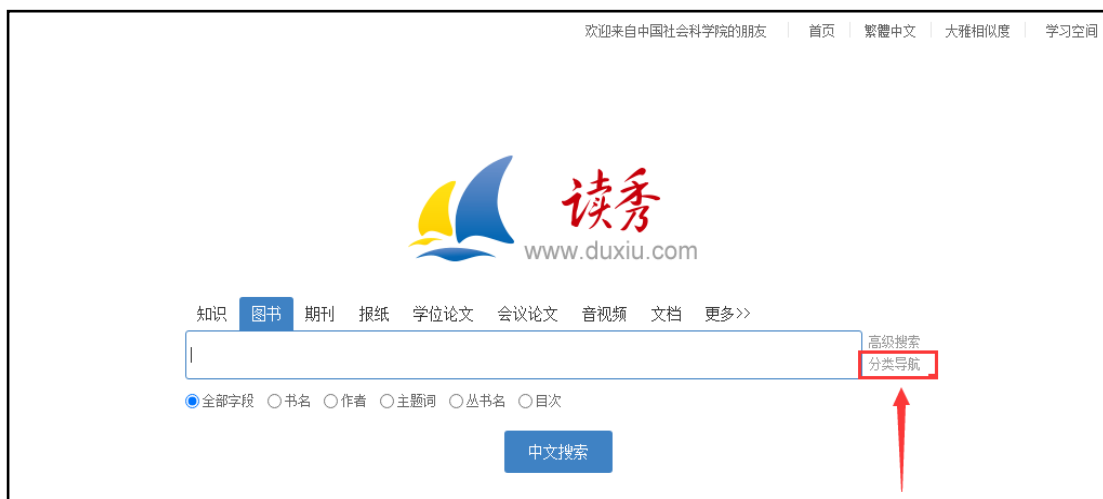 欢迎来自中国社会科学院的朋友 首页 繁體中文 大雅相似度 学习空间
读秀
www.duxiu.com
知识 图书 期刊 报纸 学位论文 会议论文 音视频 文档 更多>>
高级搜索
分类导航
全部字段 书名 作者 主题词 丛书名 目次
中文搜索